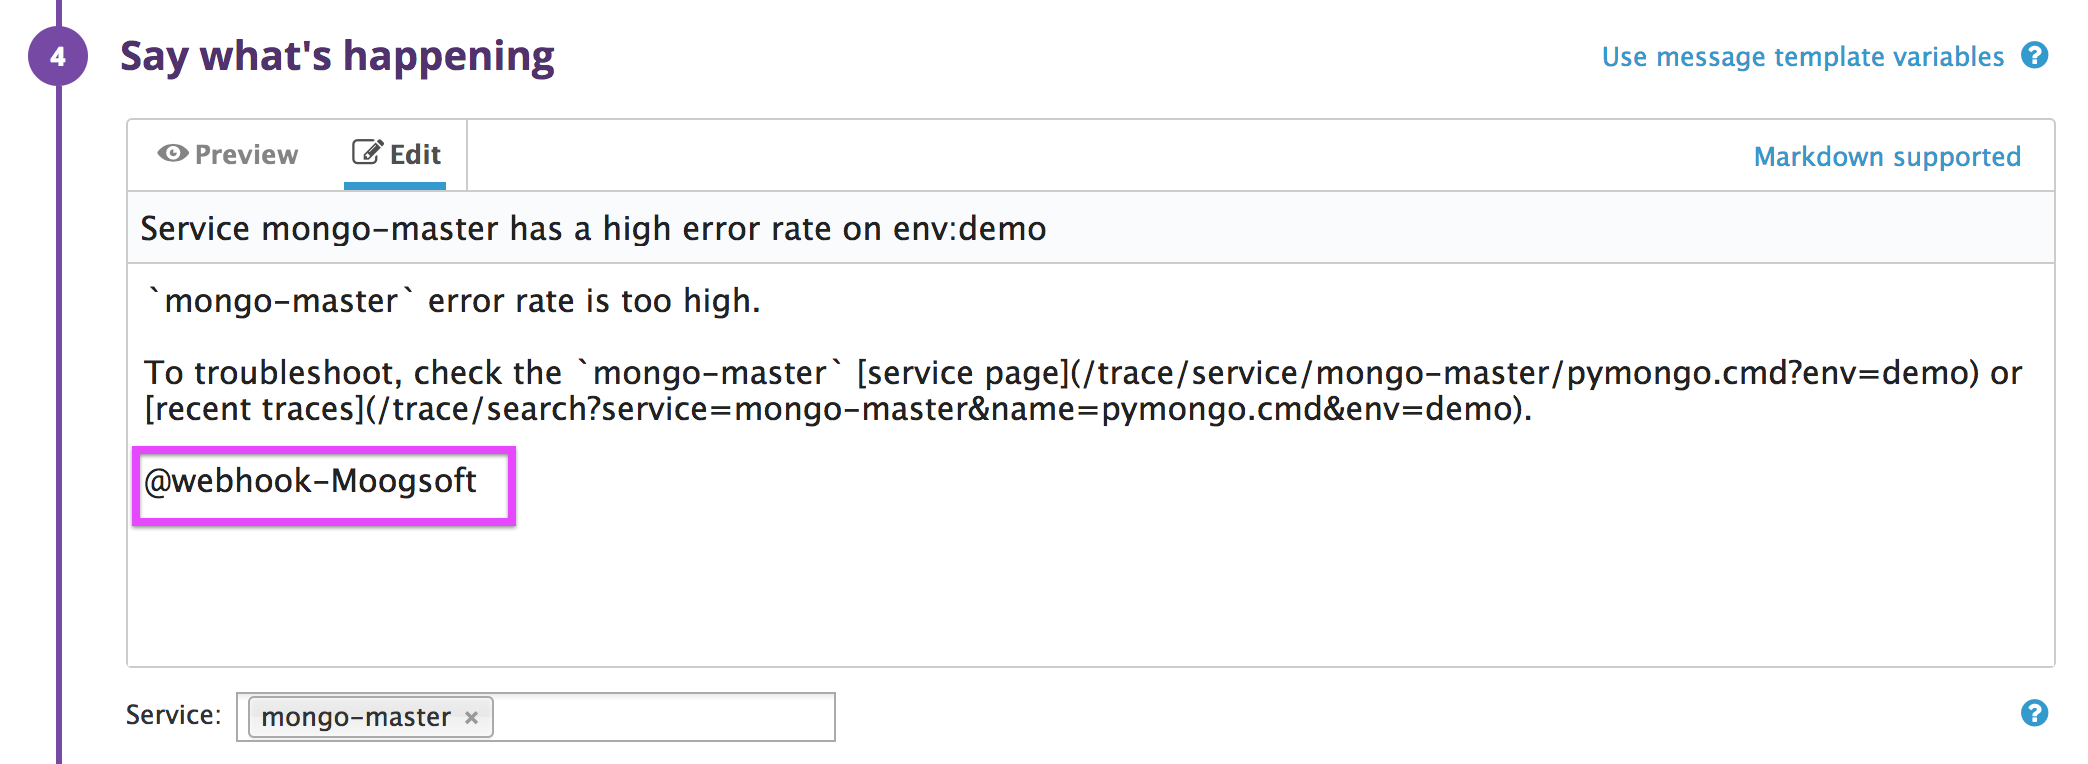 4
Say what's happening
Use message template variables ?
Preview
Edit
Markdown supported
Service mongo-master has a high error rate on env:demo
`mongo-master` error rate is too high.
To troubleshoot, check the `mongo-master` [service page](/trace/service/mongo-master/pymongo.cmd?env=demo) or
[recent traces](/trace/search?service=mongo-master&name=pymongo.cmd&env=demo).
@webhook-Moogsoft
Service: mongo-master × ?